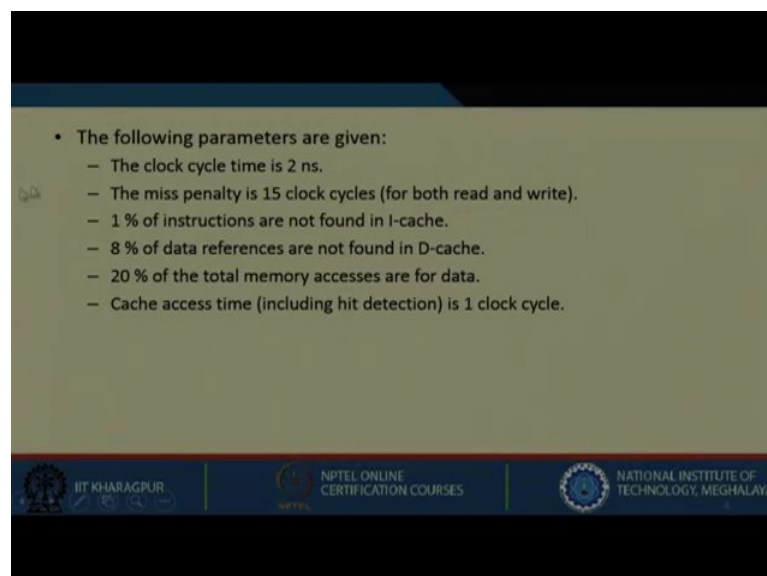 • The following parameters are given:
– The clock cycle time is 2 ns.
– The miss penalty is 15 clock cycles (for both read and write).
– 1 % of instructions are not found in I-cache.
– 8 % of data references are not found in D-cache.
– 20 % of the total memory accesses are for data.
– Cache access time (including hit detection) is 1 clock cycle.
IIT KHARAGPUR
NPTEL
NPTEL ONLINE
CERTIFICATION COURSES
NATIONAL INSTITUTE OF
TECHNOLOGY, MEGHALAYA